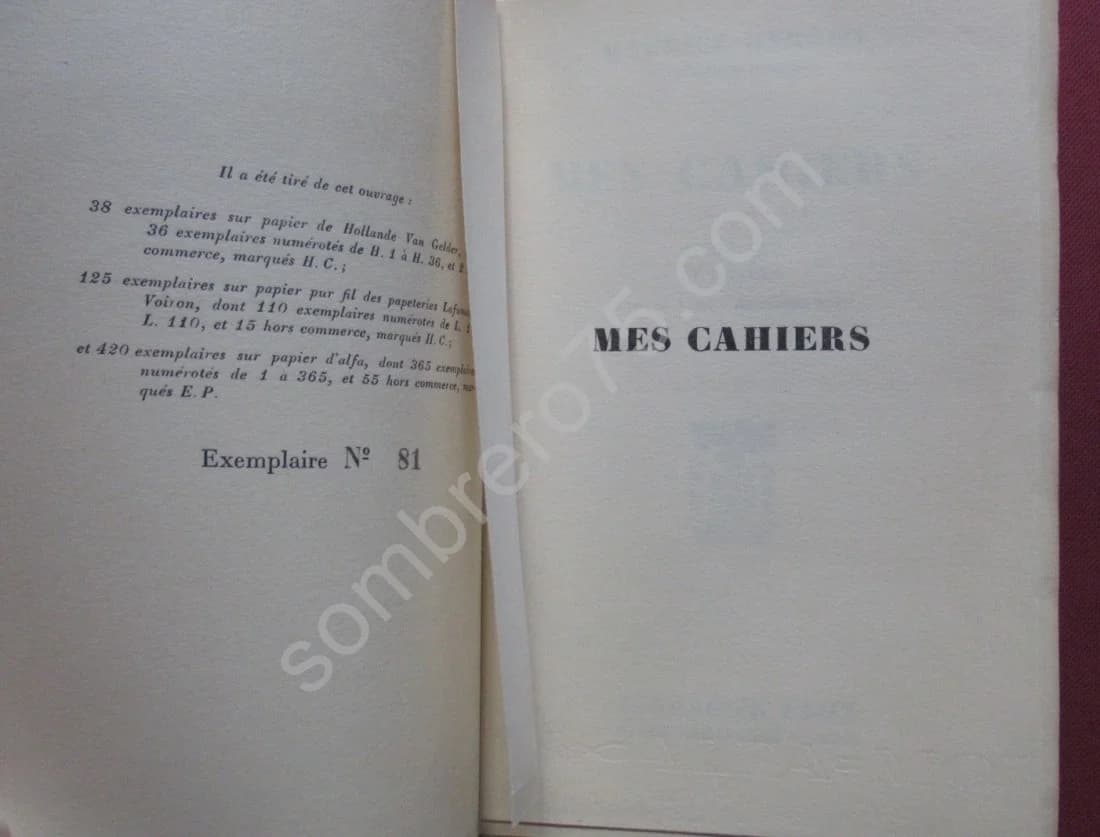 Il a été tiré de cet ouvrage :
38 exemplaires sur papier de Hollande Van Gelder,
36 exemplaires numérotés de H. 1 à H. 36, et 2
commerce, marqués H. C. ;
125 exemplaires sur papier pur fil des papeteries
Voiron, dont 110 exemplaires numérotés de L. 1
L. 110, et 15 hors commerce, marqués H. C. ;
et 420 exemplaires sur papier d'alfa, dont 365
numérotés de 1 a 365, et 55 hors commerce,
qués E. P.
Exemplaire Nº 81
MES CAHIERS
sombrero75.com